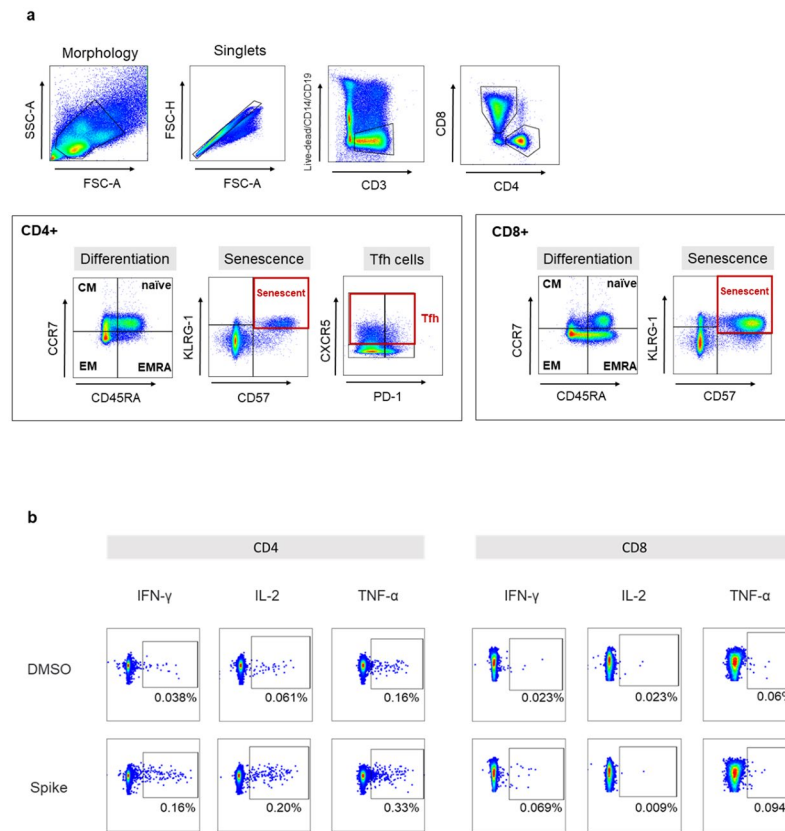 a
Morphology
SSC-A
FSC-A
Singlets
FSC-H
FSC-A
Live-dead/CD14/CD19
CD3
CD8
CD4
CD4+
Differentiation
CM
naïve
EM
EMRA
CCR7
CD45RA
Senescence
Senescent
KLRG-1
CD57
Tfh cells
Tfh
CXCR5
PD-1
CD8+
Differentiation
CM
naïve
EM
EMRA
CCR7
CD45RA
Senescence
Senescent
KLRG-1
CD57
b
CD4
CD8
IFN-γ
IL-2
TNF-α
IFN-γ
IL-2
TNF-α
DMSO
0.038%
0.061%
0.16%
0.023%
0.023%
0.06%
Spike
0.16%
0.20%
0.33%
0.069%
0.009%
0.094%